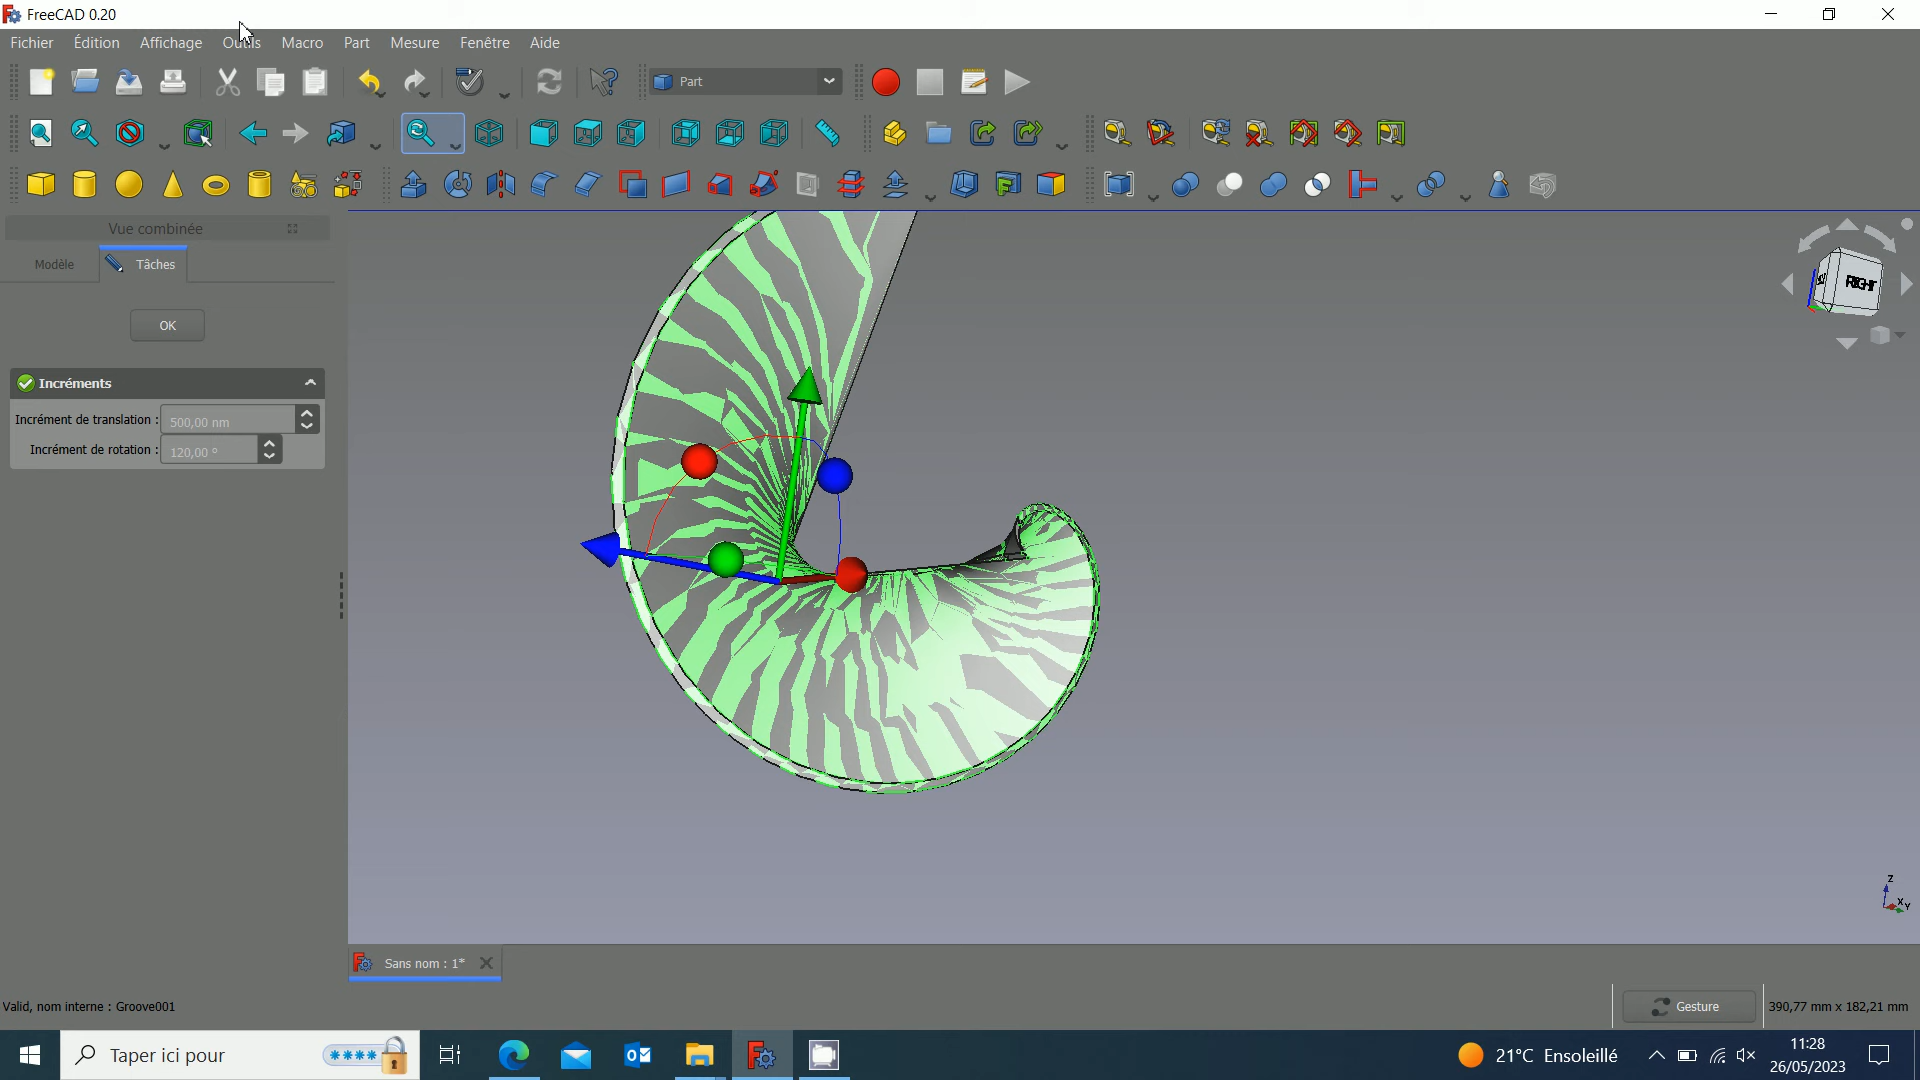 FreeCAD 0.20
Fichier Édition Affichage Outils Macro Part Mesure Fenêtre Aide
Part
Vue combinée
Modèle Tâches
OK
Incréments
Incrément de translation : 500,00 nm
Incrément de rotation : 120,00 °
RIGHT
Z
X Y
Sans nom : 1*
Valid, nom interne : Groove001
Gesture 390,77 mm x 182,21 mm
Taper ici pour
****
21°C Ensoleillé
11:28
26/05/2023